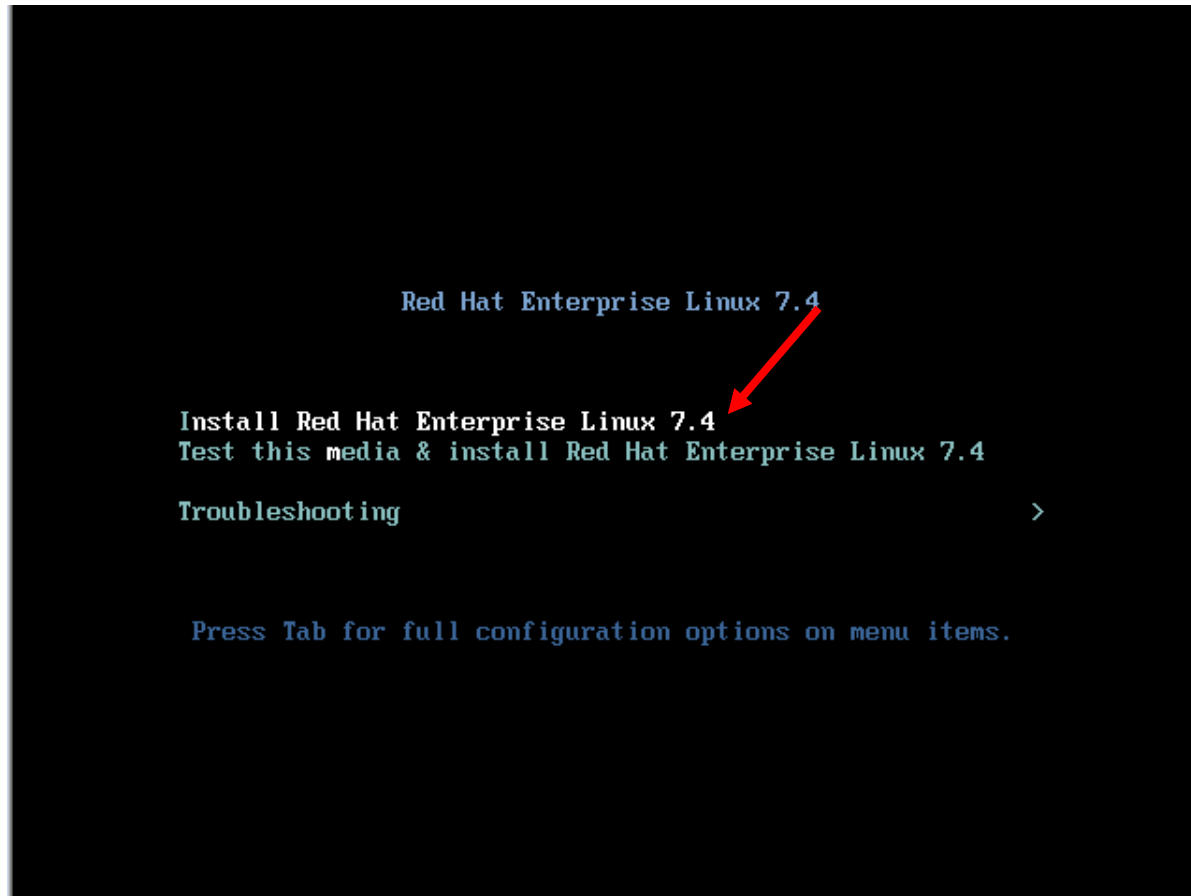 Red Hat Enterprise Linux 7.4
Install Red Hat Enterprise Linux 7.4
Test this media & install Red Hat Enterprise Linux 7.4
Troubleshooting >
Press Tab for full configuration options on menu items.